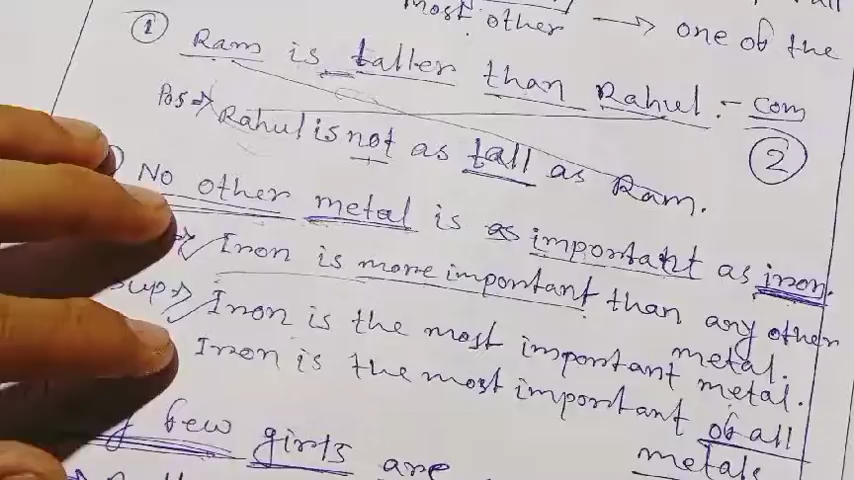 most other → one of the
① Ram is taller than Rahul :- com
Pos ⇒ Rahul is not as tall as Ram. ②
No other metal is as important as iron.
Iron is more important than any other metal.
Sup ⇒ Iron is the most important metal.
Iron is the most important of all metals
few girls are